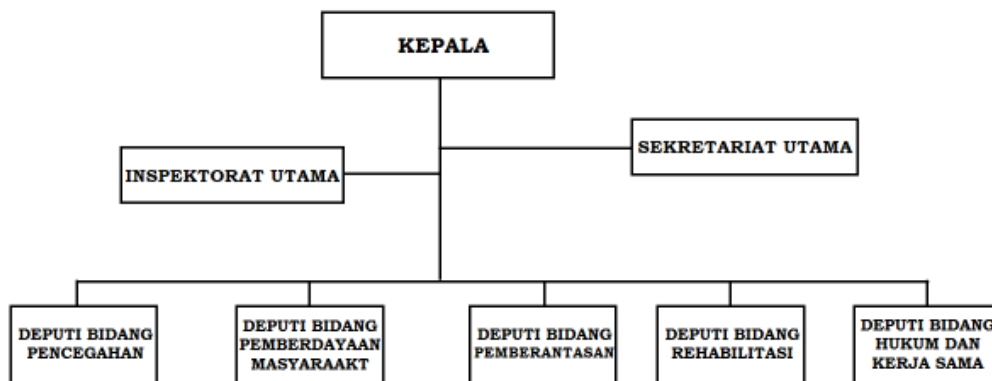 KEPALA
SEKRETARIAT UTAMA
INSPEKTORAT UTAMA
DEPUTI BIDANG
PENCEGAHAN
DEPUTI BIDANG
PEMBERDAYAAN
MASYARAAKT
DEPUTI BIDANG
PEMBERANTASAN
DEPUTI BIDANG
REHABILITASI
DEPUTI BIDANG
HUKUM DAN
KERJA SAMA